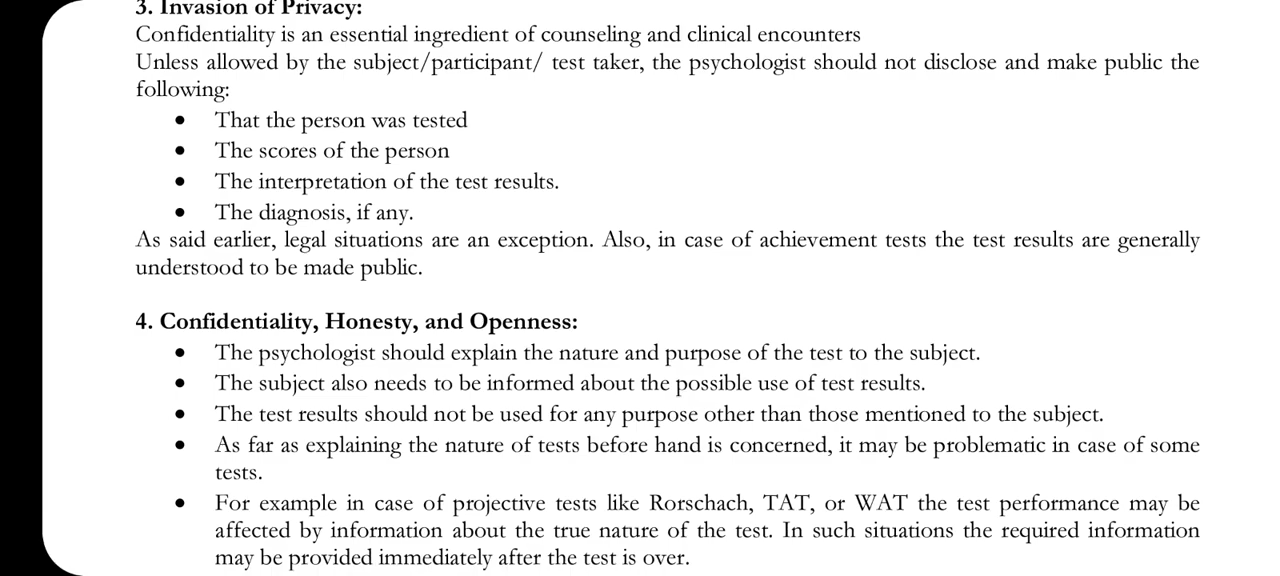 3. Invasion of Privacy:
Confidentiality is an essential ingredient of counseling and clinical encounters
Unless allowed by the subject/participant/ test taker, the psychologist should not disclose and make public the
following:
• That the person was tested
• The scores of the person
• The interpretation of the test results.
• The diagnosis, if any.
As said earlier, legal situations are an exception. Also, in case of achievement tests the test results are generally
understood to be made public.
4. Confidentiality, Honesty, and Openness:
• The psychologist should explain the nature and purpose of the test to the subject.
• The subject also needs to be informed about the possible use of test results.
• The test results should not be used for any purpose other than those mentioned to the subject.
• As far as explaining the nature of tests before hand is concerned, it may be problematic in case of some
tests.
• For example in case of projective tests like Rorschach, TAT, or WAT the test performance may be
affected by information about the true nature of the test. In such situations the required information
may be provided immediately after the test is over.